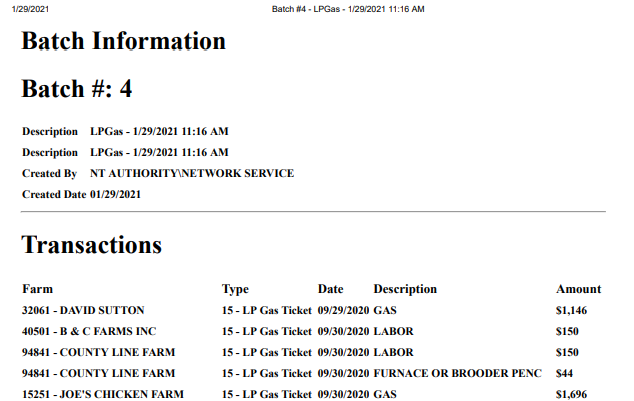 1/29/2021 Batch #4 - LPGas - 1/29/2021 11:16 AM
Batch Information
Batch #: 4
Description LPGas - 1/29/2021 11:16 AM
Description LPGas - 1/29/2021 11:16 AM
Created By NT AUTHORITY\NETWORK SERVICE
Created Date 01/29/2021
Transactions
Farm Type Date Description Amount
32061 - DAVID SUTTON 15 - LP Gas Ticket 09/29/2020 GAS $1,146
40501 - B & C FARMS INC 15 - LP Gas Ticket 09/30/2020 LABOR $150
94841 - COUNTY LINE FARM 15 - LP Gas Ticket 09/30/2020 LABOR $150
94841 - COUNTY LINE FARM 15 - LP Gas Ticket 09/30/2020 FURNACE OR BROODER PENC $44
15251 - JOE'S CHICKEN FARM 15 - LP Gas Ticket 09/30/2020 GAS $1,696